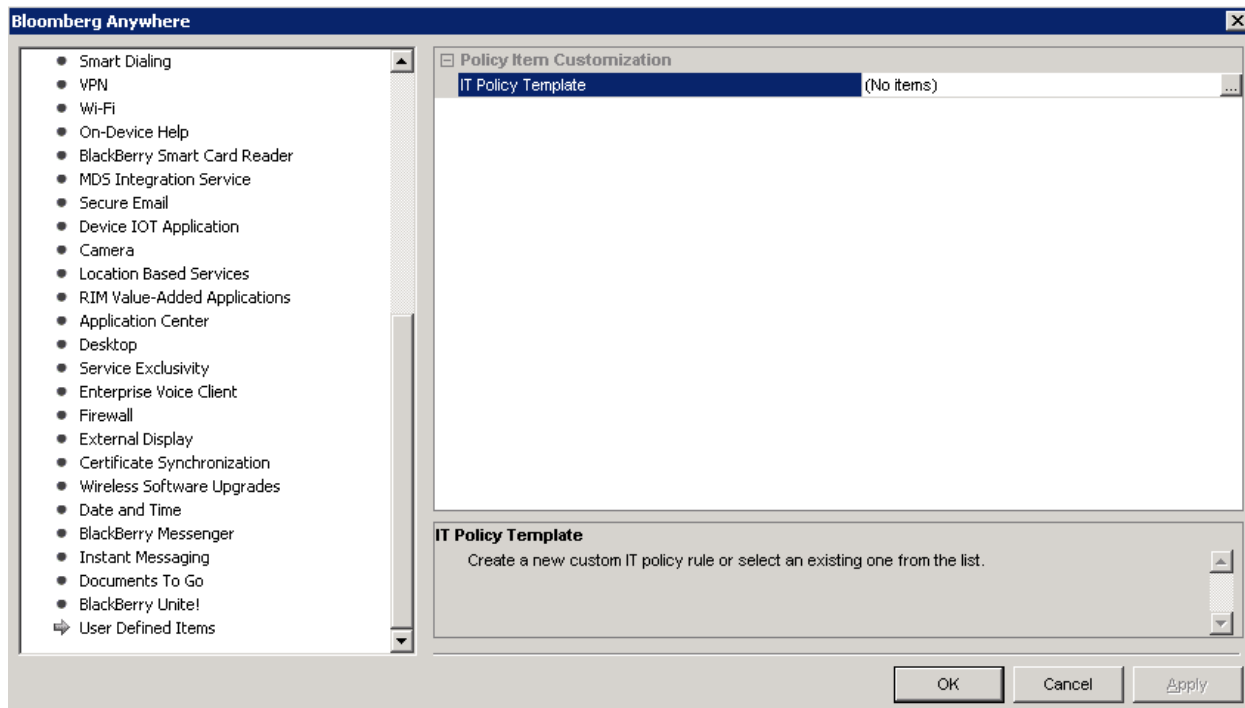 Bloomberg Anywhere
Smart Dialing
VPN
Wi-Fi
On-Device Help
BlackBerry Smart Card Reader
MDS Integration Service
Secure Email
Device IOT Application
Camera
Location Based Services
RIM Value-Added Applications
Application Center
Desktop
Service Exclusivity
Enterprise Voice Client
Firewall
External Display
Certificate Synchronization
Wireless Software Upgrades
Date and Time
BlackBerry Messenger
Instant Messaging
Documents To Go
BlackBerry Unite!
User Defined Items
Policy Item Customization
IT Policy Template (No items) ...
IT Policy Template
Create a new custom IT policy rule or select an existing one from the list.
OK Cancel Apply